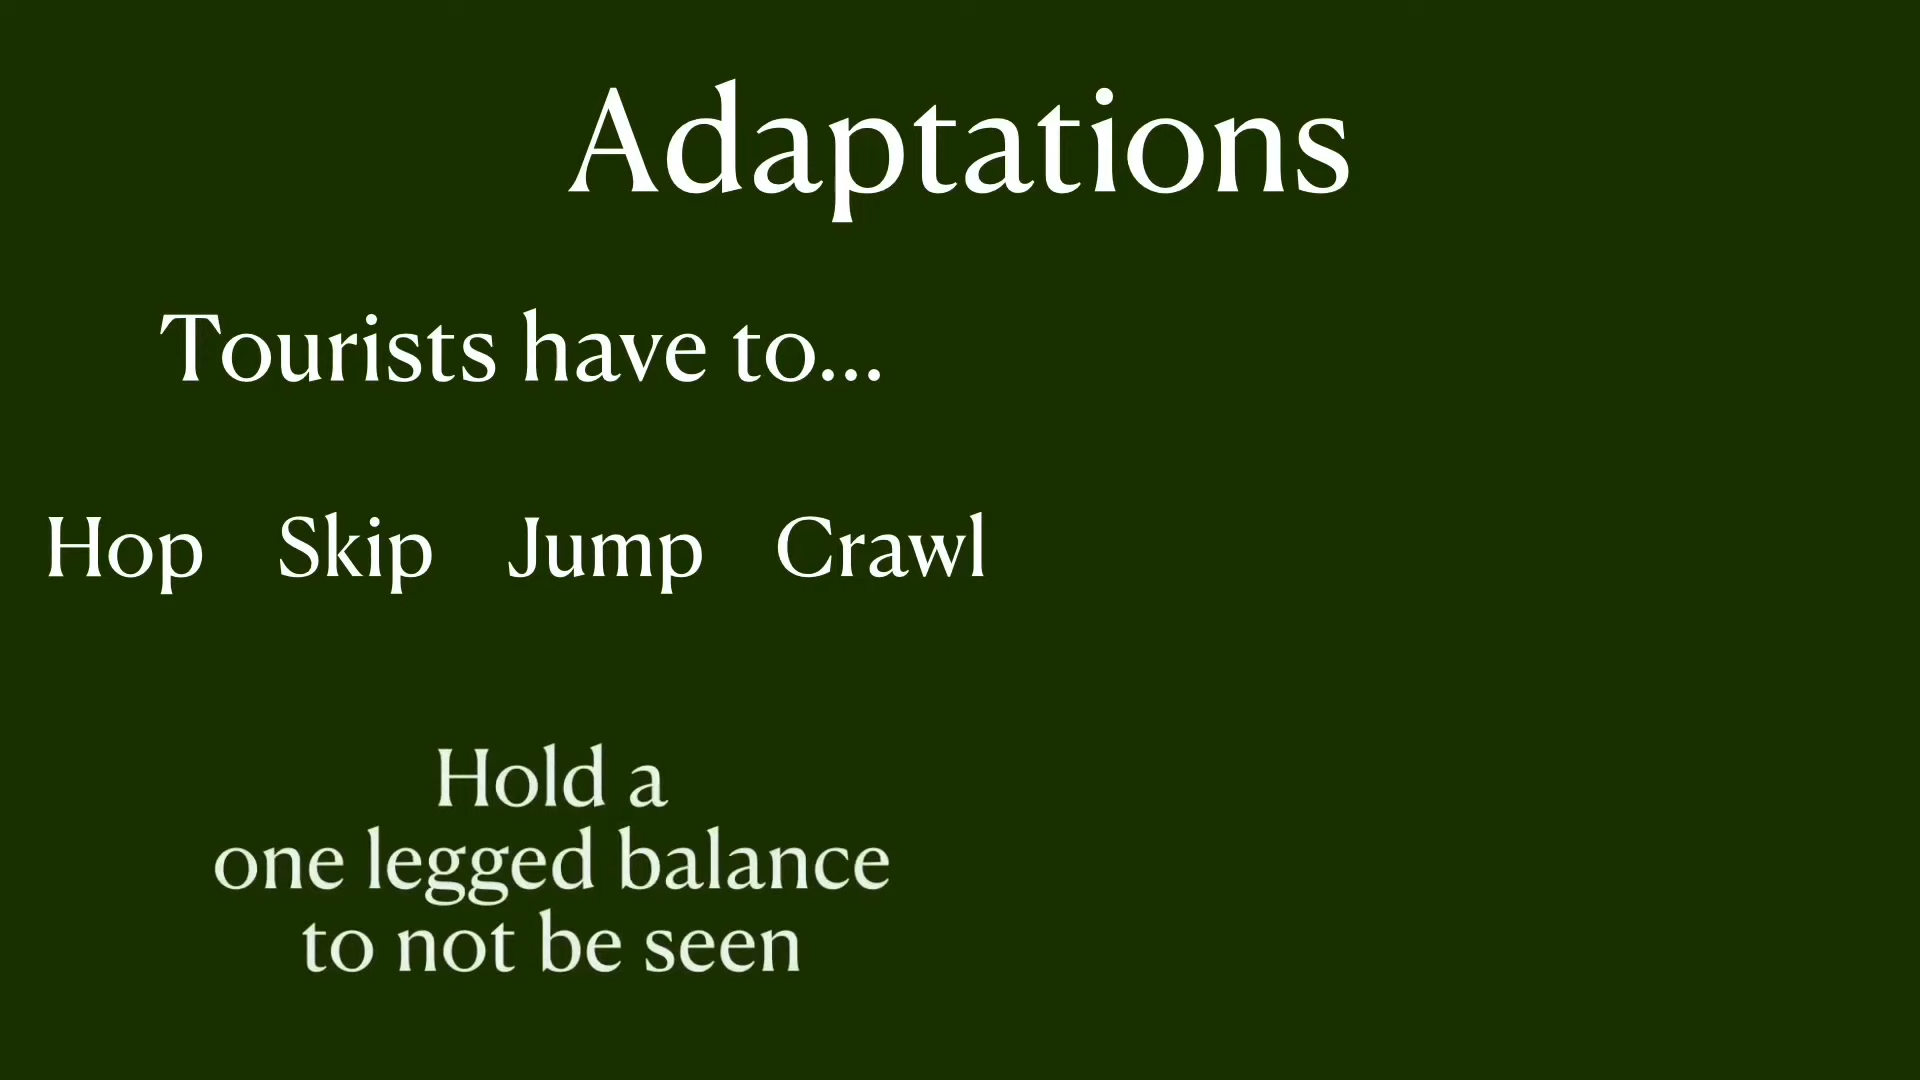 Adaptations
Tourists have to...
Hop Skip Jump Crawl
Hold a
one legged balance
to not be seen